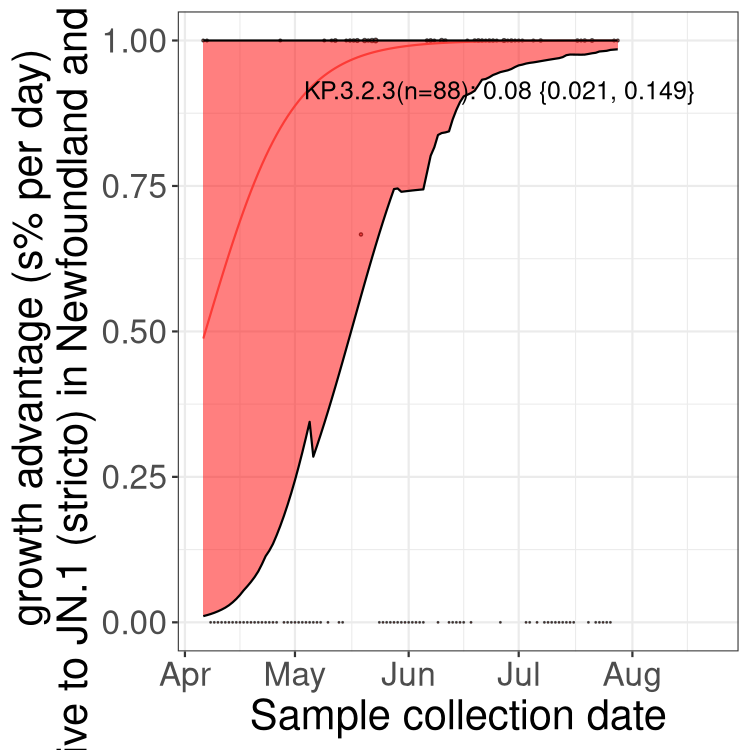 growth advantage (s% per day)
ive to JN.1 (stricto) in Newfoundland and
1.00
0.75
0.50
0.25
0.00
KP.3.2.3(n=88): 0.08 {0.021, 0.149}
Apr May Jun Jul Aug
Sample collection date